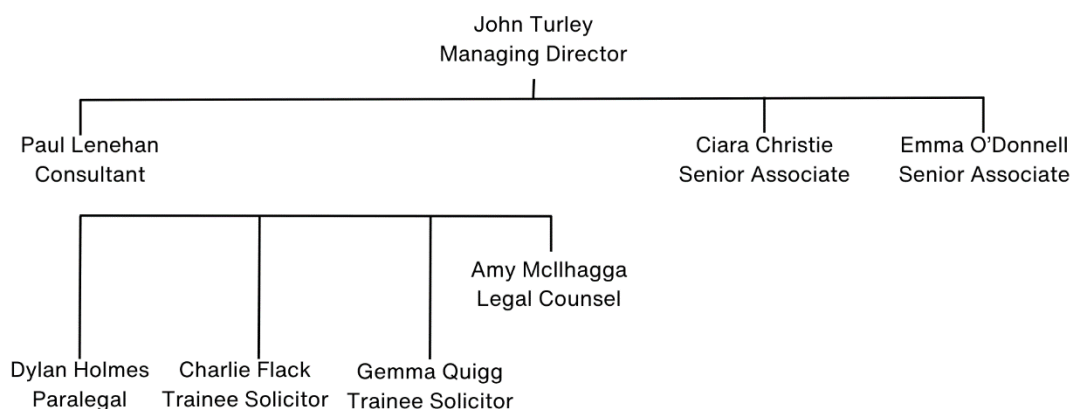 John Turley
Managing Director
Paul Lenehan
Consultant
Ciara Christie
Senior Associate
Emma O’Donnell
Senior Associate
Amy McIlhagga
Legal Counsel
Dylan Holmes
Paralegal
Charlie Flack
Trainee Solicitor
Gemma Quigg
Trainee Solicitor